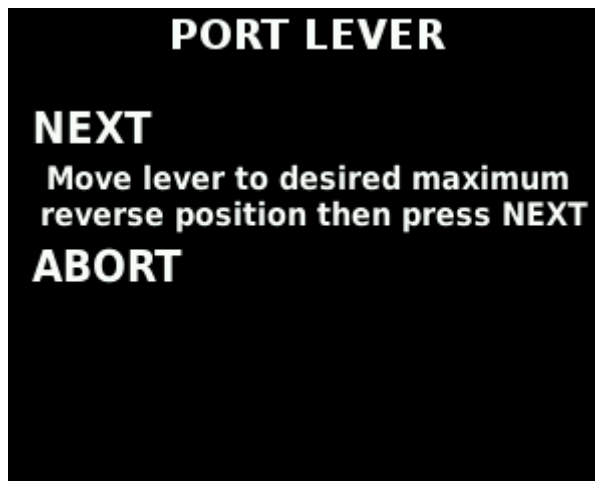 PORT LEVER
NEXT
Move lever to desired maximum
reverse position then press NEXT
ABORT